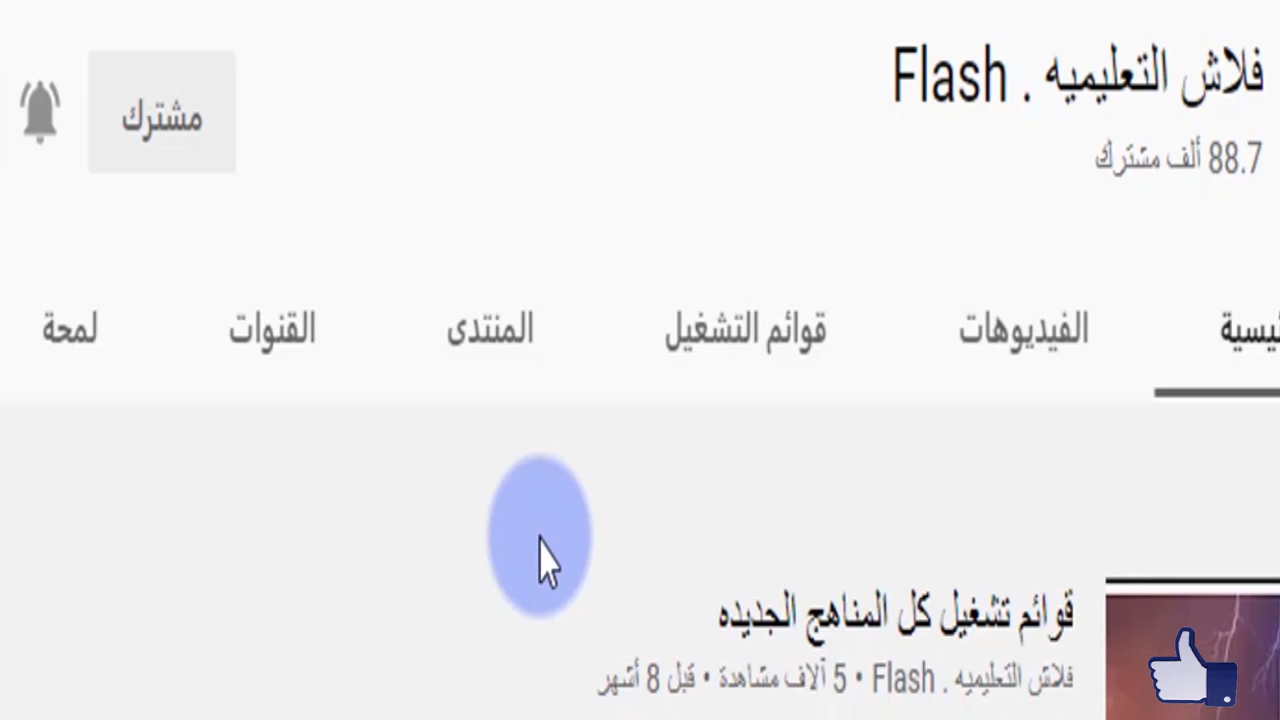 فلاش التعليميه . Flash
88.7 ألف مشترك
مشترك
الفيديوهات
قوائم التشغيل
المنتدى
القنوات
لمحة
قوائم تشغيل كل المناهج الجديده
فلاش التعليميه . Flash • 5 آلاف مشاهدة • قبل 8 أشهر